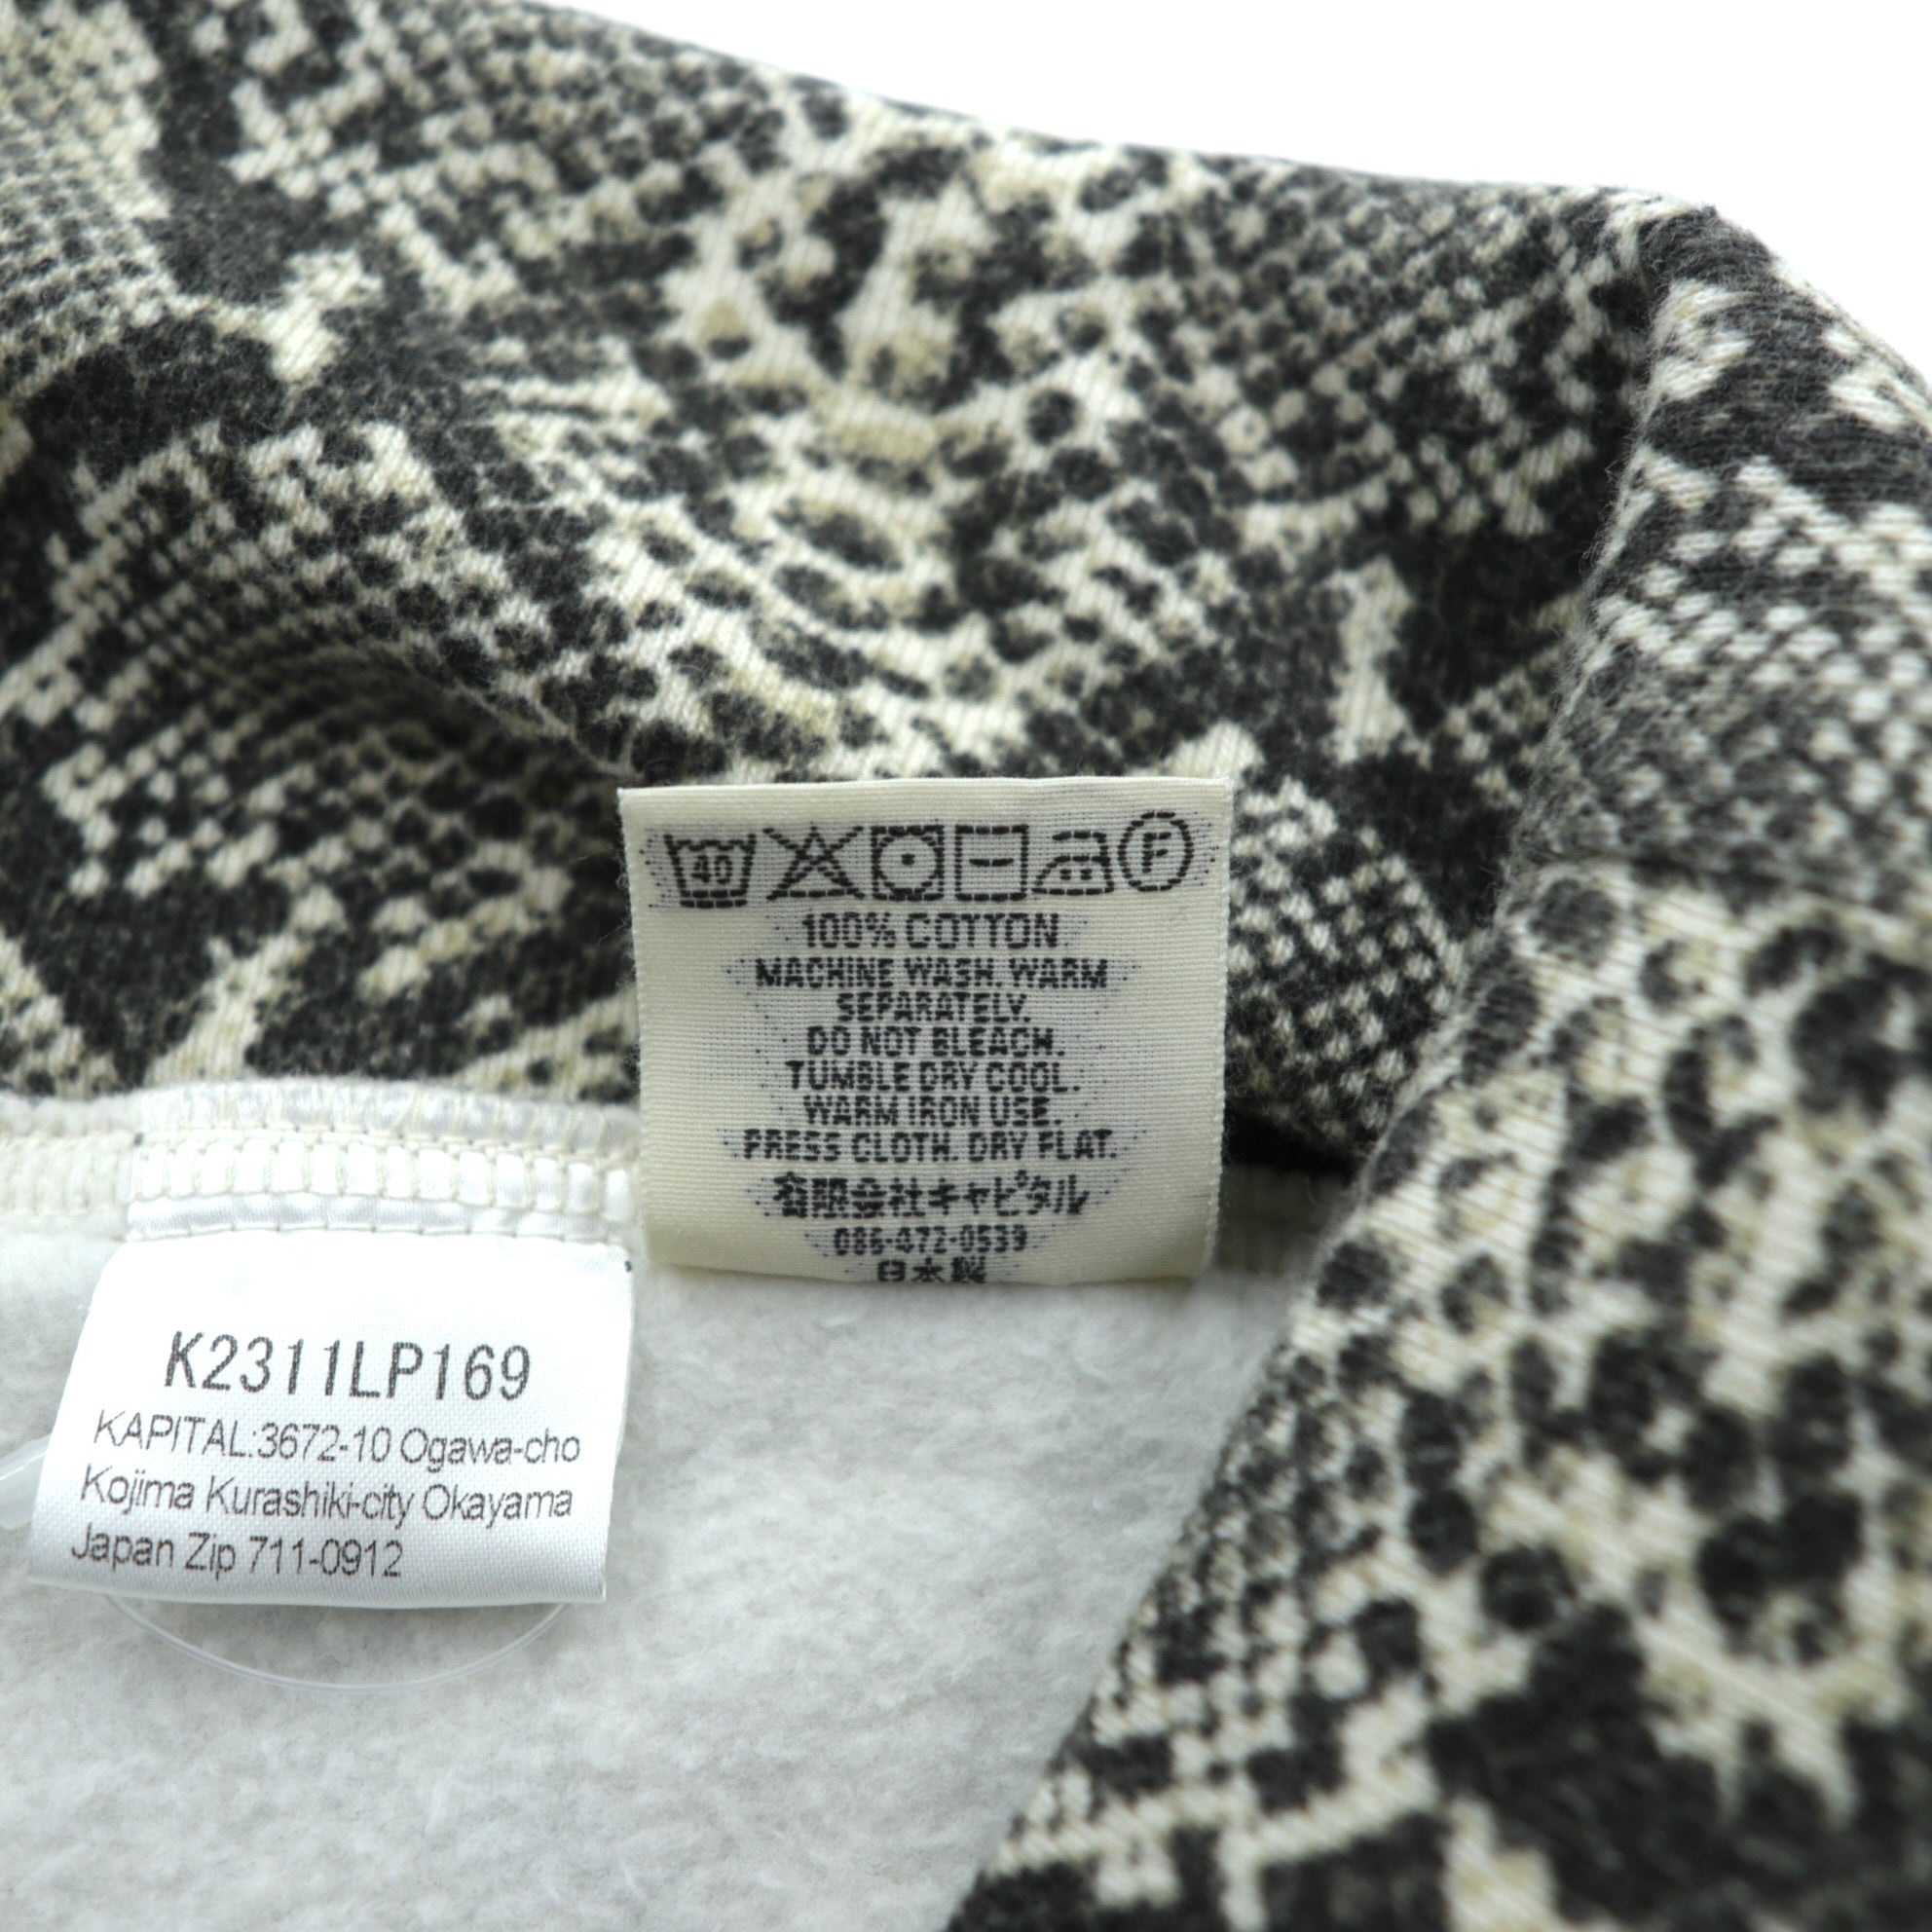 40 F
100% COTTON
MACHINE WASH. WARM
SEPARATELY.
DO NOT BLEACH.
TUMBLE DRY COOL.
WARM IRON USE.
PRESS CLOTH. DRY FLAT.
有限会社キャピタル
086-472-0539
日本製
K2311LP169
KAPITAL:3672-10 Ogawa-cho
Kojima Kurashiki-city Okayama
Japan Zip 711-0912